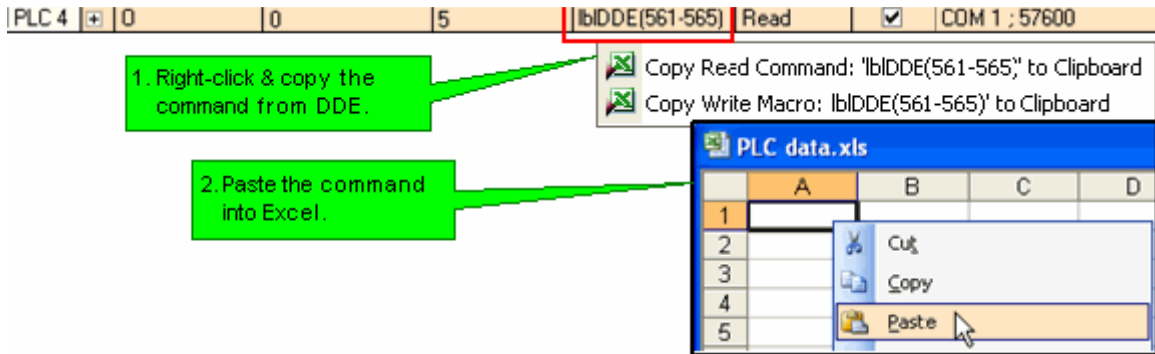 PLC 4 + 0 0 5 lblDDE(561-565) Read COM 1 ; 57600
1. Right-click & copy the
command from DDE.
Copy Read Command: 'lblDDE(561-565)," to Clipboard
Copy Write Macro: lblDDE(561-565)' to Clipboard
2. Paste the command
into Excel.
PLC data.xls
A B C D
1
2
3
4
5
Cut
Copy
Paste